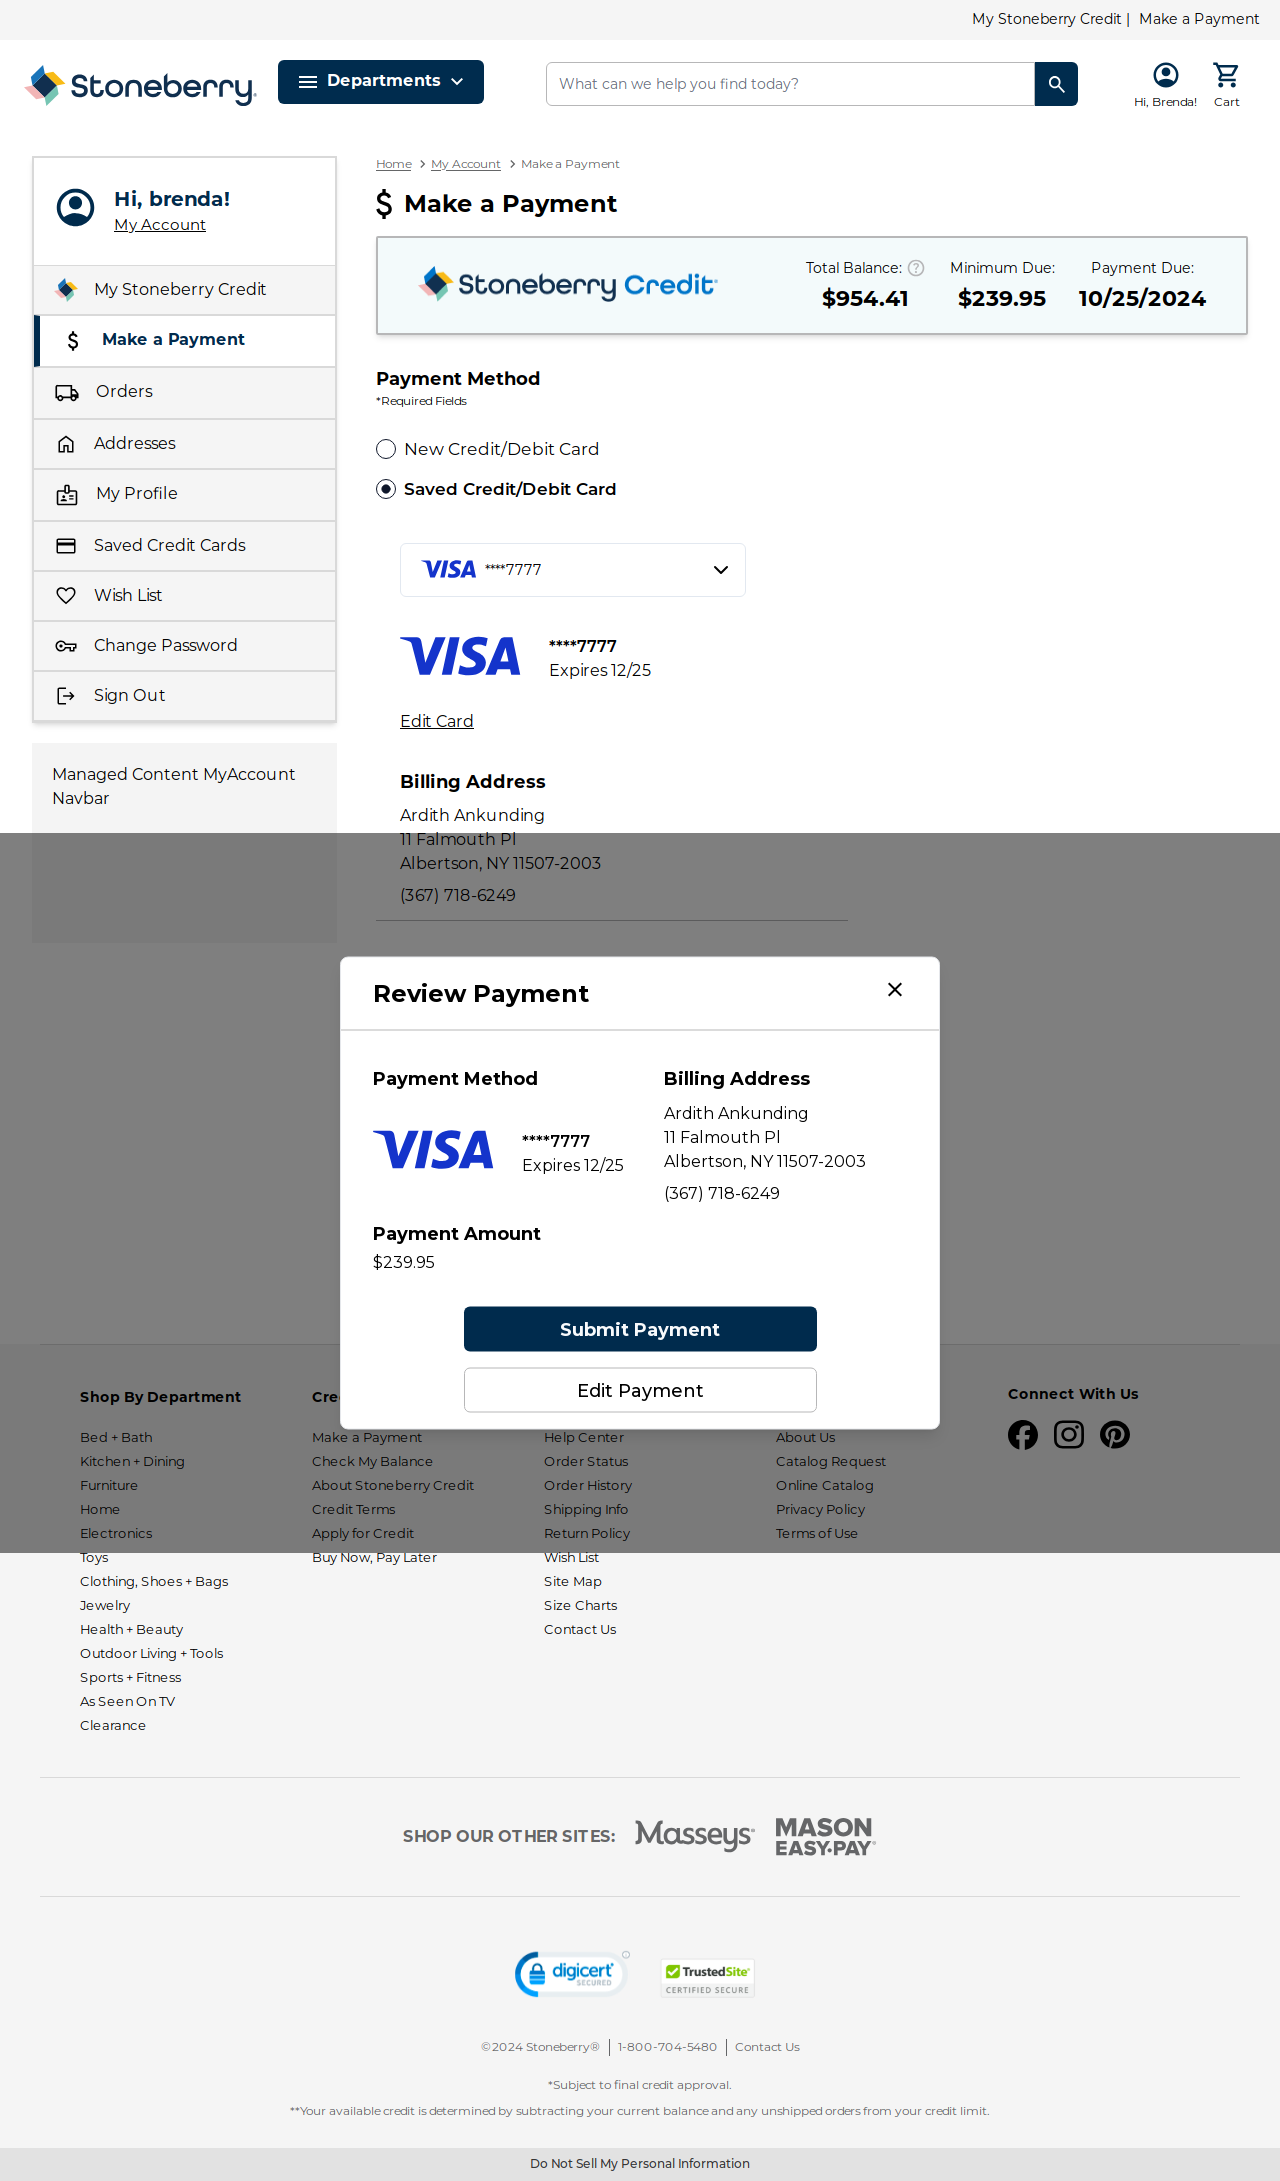 My Stoneberry Credit | Make a Payment
Stoneberry
Departments
What can we help you find today?
Hi, Brenda!
Cart
Hi, brenda!
My Account
My Stoneberry Credit
Make a Payment
Orders
Addresses
My Profile
Saved Credit Cards
Wish List
Change Password
Sign Out
Managed Content MyAccount
Navbar
Home > My Account > Make a Payment
$ Make a Payment
Stoneberry Credit
Total Balance: ?
$954.41
Minimum Due:
$239.95
Payment Due:
10/25/2024
Payment Method
*Required Fields
New Credit/Debit Card
Saved Credit/Debit Card
VISA ****7777
VISA
****7777
Expires 12/25
Edit Card
Billing Address
Ardith Ankunding
11 Falmouth Pl
Albertson, NY 11507-2003
(367) 718-6249
Review Payment
Payment Method
VISA
****7777
Expires 12/25
Billing Address
Ardith Ankunding
11 Falmouth Pl
Albertson, NY 11507-2003
(367) 718-6249
Payment Amount
$239.95
Submit Payment
Edit Payment
Shop By Department
Bed + Bath
Kitchen + Dining
Furniture
Home
Electronics
Toys
Clothing, Shoes + Bags
Jewelry
Health + Beauty
Outdoor Living + Tools
Sports + Fitness
As Seen On TV
Clearance
Cre
Make a Payment
Check My Balance
About Stoneberry Credit
Credit Terms
Apply for Credit
Buy Now, Pay Later
Help Center
Order Status
Order History
Shipping Info
Return Policy
Wish List
Site Map
Size Charts
Contact Us
About Us
Catalog Request
Online Catalog
Privacy Policy
Terms of Use
Connect With Us
SHOP OUR OTHER SITES:
Masseys
MASON
EASY•PAY
digicert
SECURED
TrustedSite
CERTIFIED SECURE
©2024 Stoneberry® | 1-800-704-5480 | Contact Us
*Subject to final credit approval.
**Your available credit is determined by subtracting your current balance and any unshipped orders from your credit limit.
Do Not Sell My Personal Information